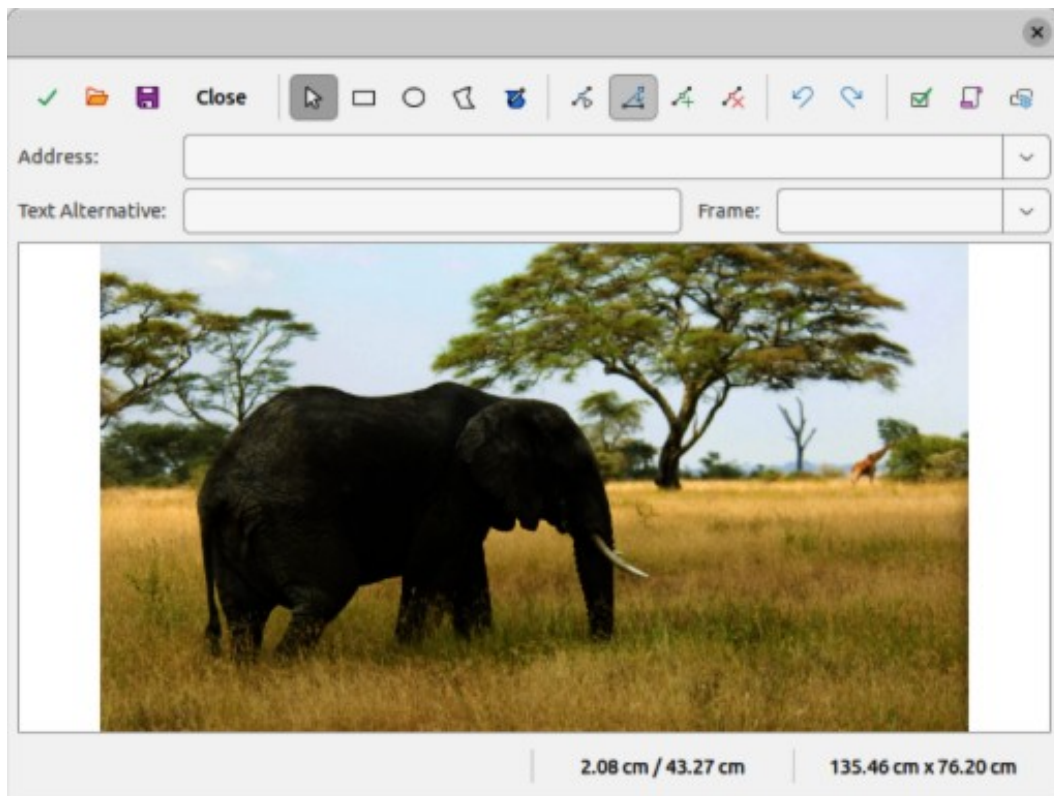 Close
Address:
Text Alternative: Frame:
2.08 cm / 43.27 cm 135.46 cm x 76.20 cm